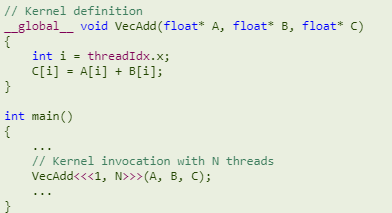 // Kernel definition
__global__ void VecAdd(float* A, float* B, float* C)
{
    int i = threadIdx.x;
    C[i] = A[i] + B[i];
}

int main()
{
    ...
    // Kernel invocation with N threads
    VecAdd<<<1, N>>>(A, B, C);
    ...
}